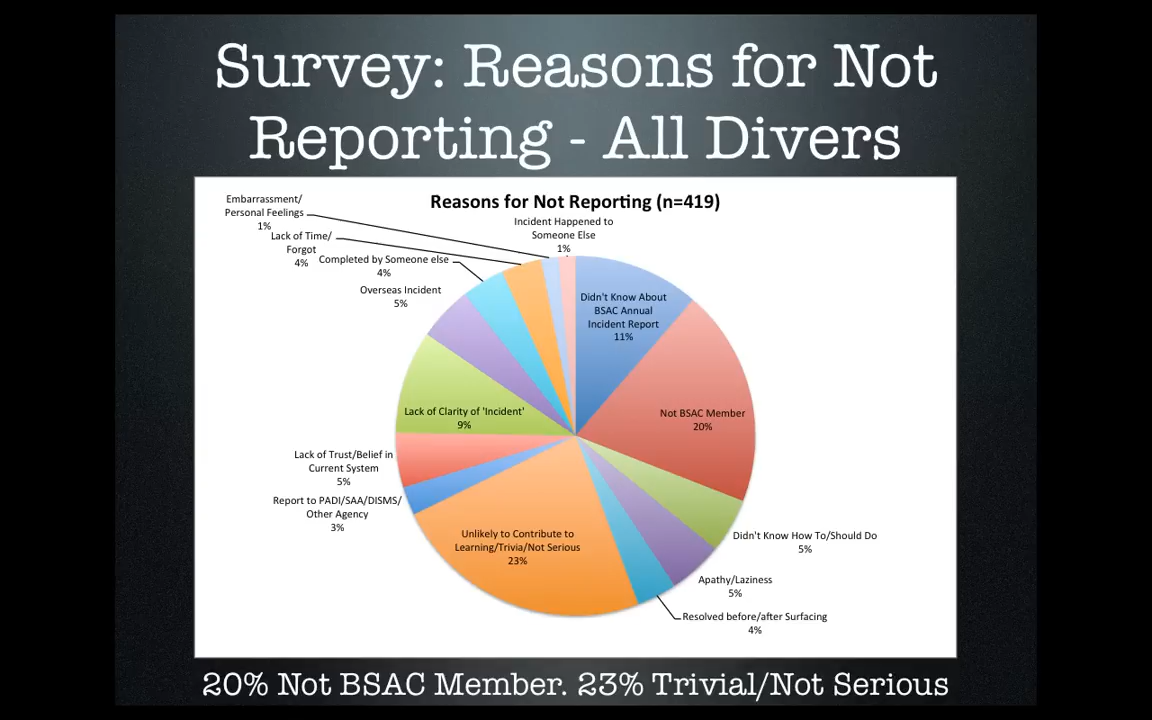 Survey: Reasons for Not
Reporting - All Divers
Reasons for Not Reporting (n=419)
Embarrassment/
Personal Feelings
1%
Lack of Time/
Forgot
4%
Completed by Someone else
4%
Overseas Incident
5%
Incident Happened to
Someone Else
1%
Didn't Know About
BSAC Annual
Incident Report
11%
Not BSAC Member
20%
Lack of Clarity of 'Incident'
9%
Lack of Trust/Belief in
Current System
5%
Report to PADI/SAA/DISMS/
Other Agency
3%
Unlikely to Contribute to
Learning/Trivia/Not Serious
23%
Didn't Know How To/Should Do
5%
Apathy/Laziness
5%
Resolved before/after Surfacing
4%
20% Not BSAC Member. 23% Trivial/Not Serious